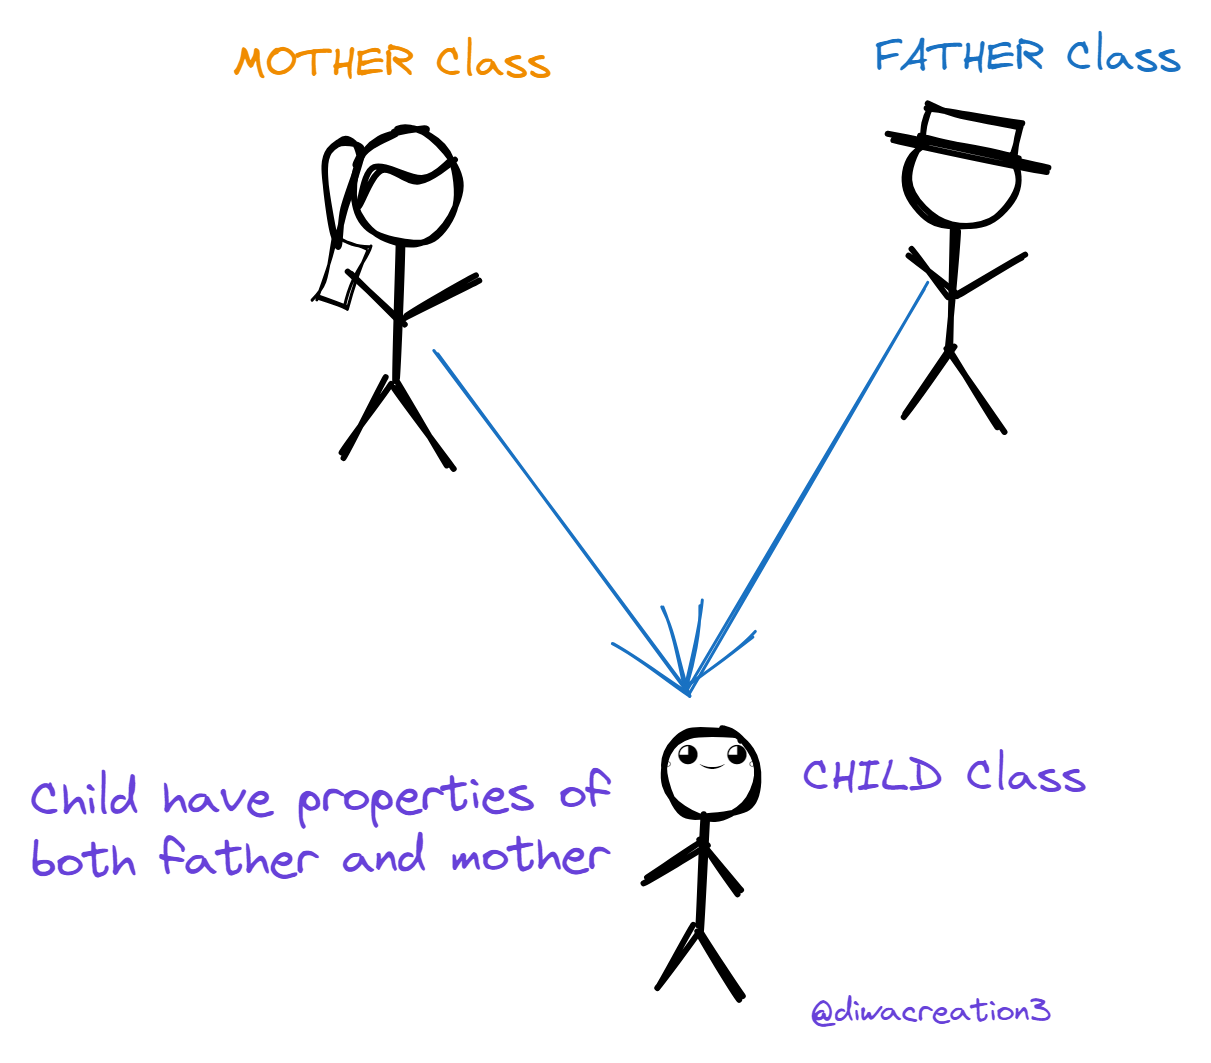 MOTHER Class
FATHER Class
Child have properties of
both father and mother
CHILD Class
@diwacreation3